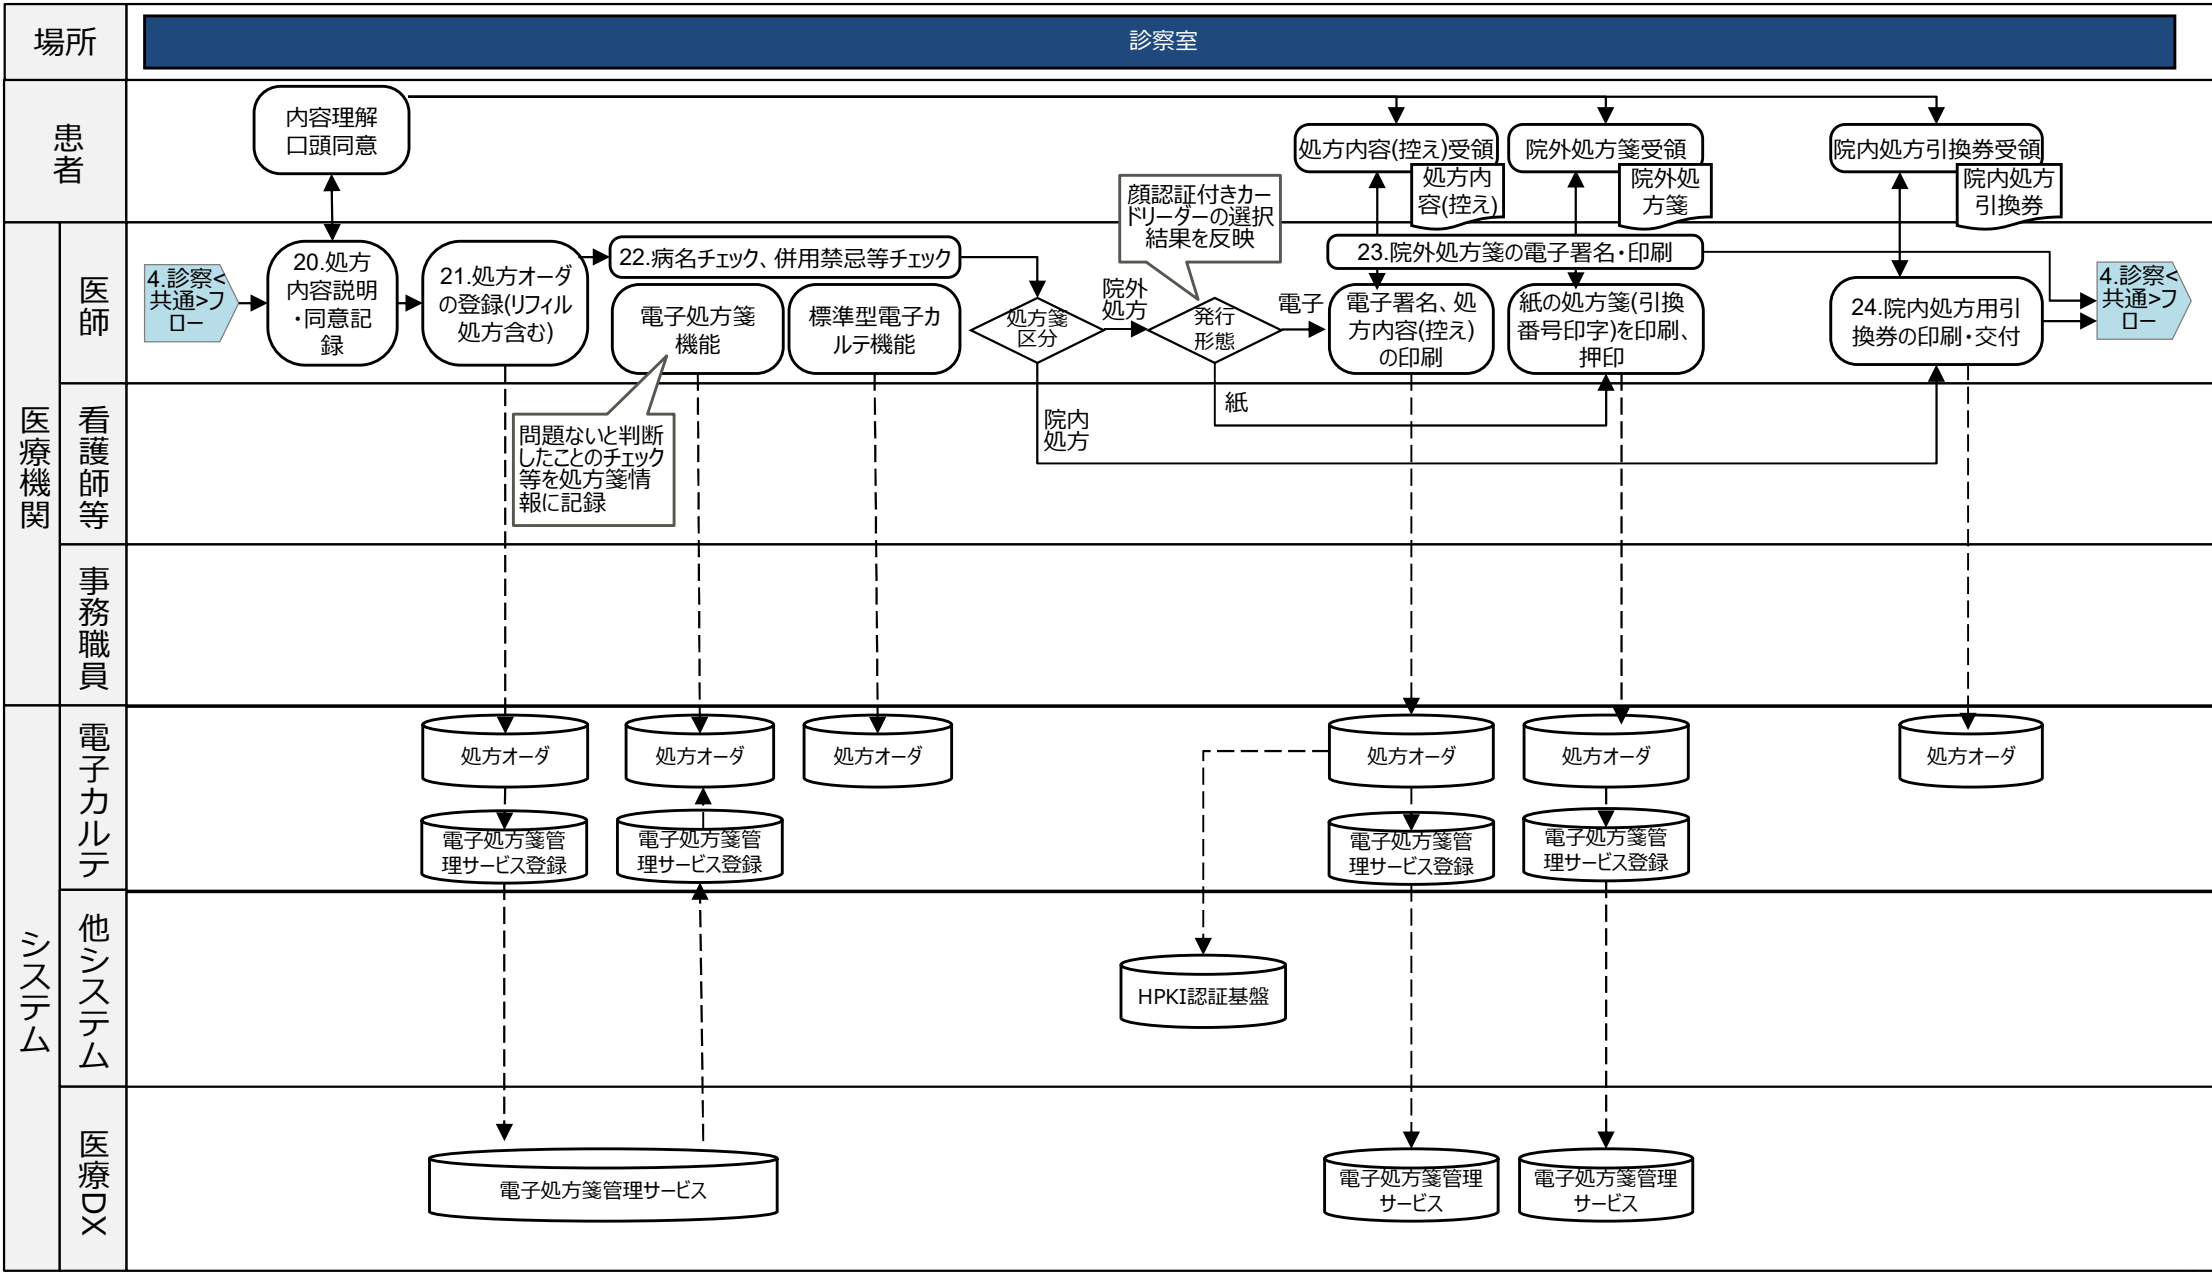 場所
診察室
患者
内容理解
口頭同意
処方内容(控え)受領
処方内
容(控え)
院外処方箋受領
院外処
方箋
院内処方引換券受領
院内処方
引換券
医療機関
医師
4.診察<
共通>フ
ロー
20.処方
内容説明
・同意記
録
21.処方オーダ
の登録(リフィル
処方含む)
22.病名チェック、併用禁忌等チェック
電子処方箋
機能
標準型電子カ
ルテ機能
処方箋
区分
院外
処方
顔認証付きカー
ドリーダーの選択
結果を反映
発行
形態
電子
23.院外処方箋の電子署名・印刷
電子署名、処
方内容(控え)
の印刷
紙の処方箋(引換
番号印字)を印刷、
押印
24.院内処方用引
換券の印刷・交付
4.診察<
共通>フ
ロー
看護師等
問題ないと判断
したことのチェック
等を処方箋情
報に記録
院内
処方
紙
事務職員
システム
電子カルテ
処方オーダ
処方オーダ
処方オーダ
処方オーダ
処方オーダ
処方オーダ
電子処方箋管
理サービス登録
電子処方箋管
理サービス登録
電子処方箋管
理サービス登録
電子処方箋管
理サービス登録
他システム
HPKI認証基盤
医療DX
電子処方箋管理サービス
電子処方箋管理
サービス
電子処方箋管理
サービス